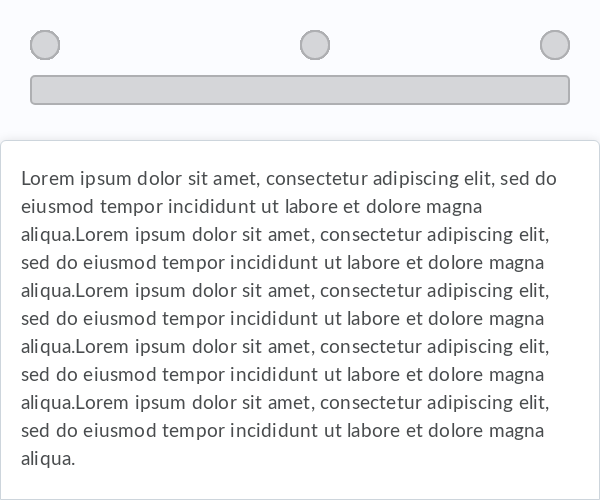 Lorem ipsum dolor sit amet, consectetur adipiscing elit, sed do
eiusmod tempor incididunt ut labore et dolore magna
aliqua.Lorem ipsum dolor sit amet, consectetur adipiscing elit,
sed do eiusmod tempor incididunt ut labore et dolore magna
aliqua.Lorem ipsum dolor sit amet, consectetur adipiscing elit,
sed do eiusmod tempor incididunt ut labore et dolore magna
aliqua.Lorem ipsum dolor sit amet, consectetur adipiscing elit,
sed do eiusmod tempor incididunt ut labore et dolore magna
aliqua.Lorem ipsum dolor sit amet, consectetur adipiscing elit,
sed do eiusmod tempor incididunt ut labore et dolore magna
aliqua.